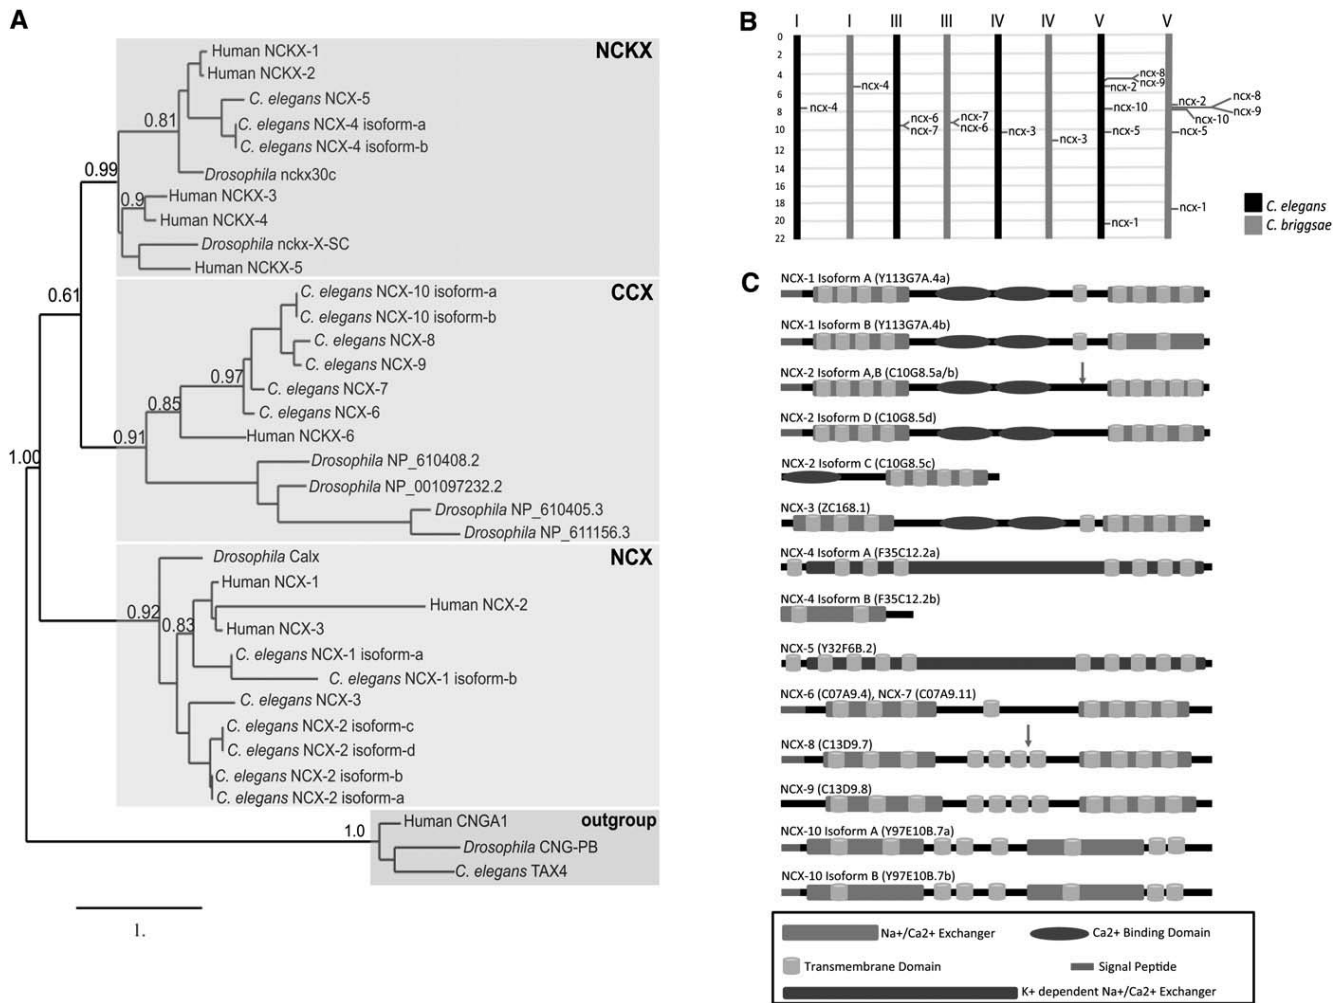 A
NCKX
Human NCKX-1
Human NCKX-2
C. elegans NCX-5
0.81
C. elegans NCX-4 isoform-a
C. elegans NCX-4 isoform-b
0.99
Drosophila nckx30c
Human NCKX-3
0.9
Human NCKX-4
Drosophila nckx-X-SC
Human NCKX-5
0.61
CCX
C. elegans NCX-10 isoform-a
C. elegans NCX-10 isoform-b
C. elegans NCX-8
C. elegans NCX-9
0.97
C. elegans NCX-7
0.85
C. elegans NCX-6
0.91
Human NCKX-6
1.00
Drosophila NP_610408.2
Drosophila NP_001097232.2
Drosophila NP_610405.3
Drosophila NP_611156.3
NCX
Drosophila Calx
Human NCX-1
Human NCX-2
0.92
0.83
Human NCX-3
C. elegans NCX-1 isoform-a
C. elegans NCX-1 isoform-b
C. elegans NCX-3
C. elegans NCX-2 isoform-c
C. elegans NCX-2 isoform-d
C. elegans NCX-2 isoform-b
C. elegans NCX-2 isoform-a
outgroup
Human CNGA1
1.0
Drosophila CNG-PB
C. elegans TAX4
1.
B
I I III III IV IV V V
0
2
4
6
8
10
12
14
16
18
20
22
ncx-4
ncx-4
ncx-6
ncx-7
ncx-7
ncx-6
ncx-3
ncx-3
ncx-8
ncx-9
ncx-2
ncx-10
ncx-5
ncx-1
ncx-2
ncx-8
ncx-9
ncx-10
ncx-5
ncx-1
C. elegans
C. briggsae
C
NCX-1 Isoform A (Y113G7A.4a)
NCX-1 Isoform B (Y113G7A.4b)
NCX-2 Isoform A,B (C10G8.5a/b)
NCX-2 Isoform D (C10G8.5d)
NCX-2 Isoform C (C10G8.5c)
NCX-3 (ZC168.1)
NCX-4 Isoform A (F35C12.2a)
NCX-4 Isoform B (F35C12.2b)
NCX-5 (Y32F6B.2)
NCX-6 (C07A9.4), NCX-7 (C07A9.11)
NCX-8 (C13D9.7)
NCX-9 (C13D9.8)
NCX-10 Isoform A (Y97E10B.7a)
NCX-10 Isoform B (Y97E10B.7b)
Na+/Ca2+ Exchanger
Ca2+ Binding Domain
Transmembrane Domain
Signal Peptide
K+ dependent Na+/Ca2+ Exchanger